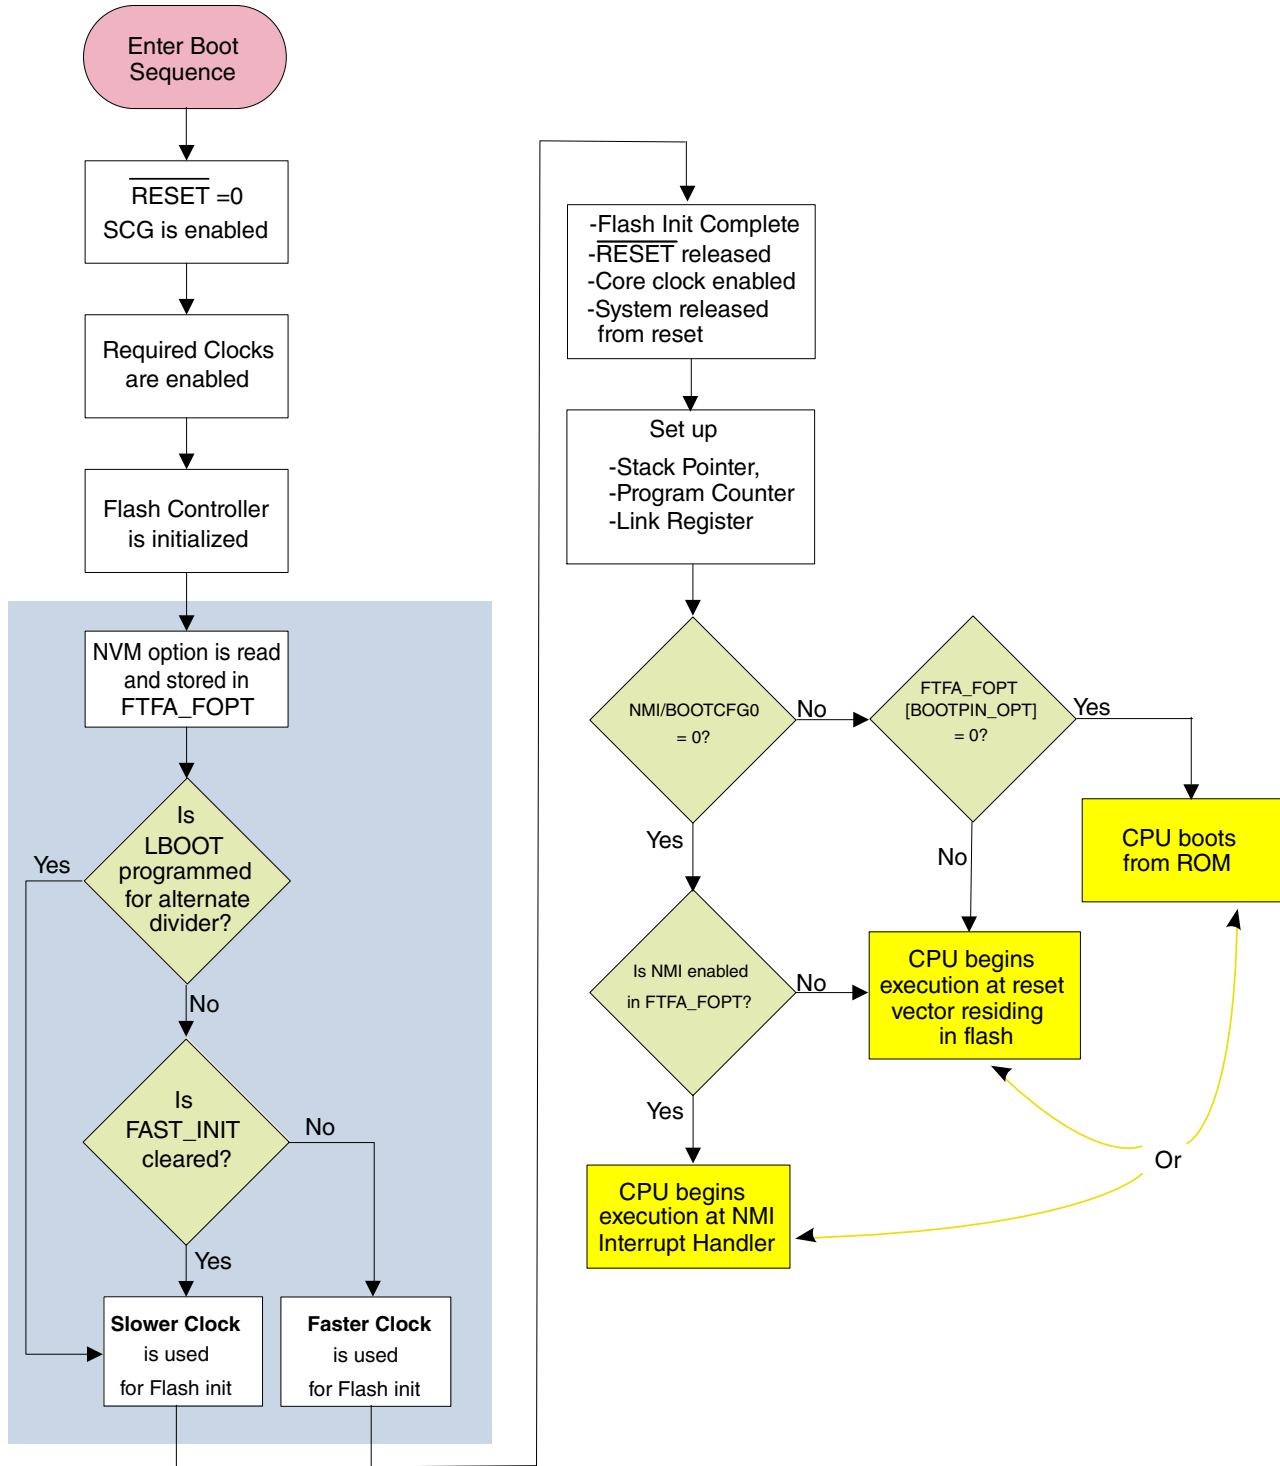 Enter Boot
Sequence
RESET =0
SCG is enabled
Required Clocks
are enabled
Flash Controller
is initialized
NVM option is read
and stored in
FTFA_FOPT
Is
LBOOT
programmed
for alternate
divider?
Yes
No
Is
FAST_INIT
cleared?
No
Yes
Slower Clock
is used
for Flash init
Faster Clock
is used
for Flash init
-Flash Init Complete
-RESET released
-Core clock enabled
-System released
from reset
Set up
-Stack Pointer,
-Program Counter
-Link Register
NMI/BOOTCFG0
= 0?
No
Yes
FTFA_FOPT
[BOOTPIN_OPT]
= 0?
Yes
No
CPU boots
from ROM
Is NMI enabled
in FTFA_FOPT?
No
Yes
CPU begins
execution at reset
vector residing
in flash
Or
CPU begins
execution at NMI
Interrupt Handler